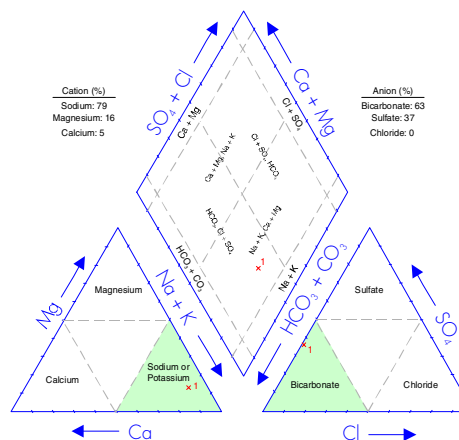 Cation (%)
Sodium: 79
Magnesium: 16
Calcium: 5
Anion (%)
Bicarbonate: 63
Sulfate: 37
Chloride: 0
SO₄ + Cl
Ca + Mg
Ca + Mg
Cl + SO₄
Ca + Mg, Na + K
Cl + SO₄, HCO₃
HCO₃, Cl + SO₄
Na + K, Ca + Mg
HCO₃ + CO₃
Na + K
1
Mg
Na + K
HCO₃ + CO₃
SO₄
Magnesium
Calcium
Sodium or
Potassium
1
Sulfate
Bicarbonate
Chloride
1
Ca
Cl